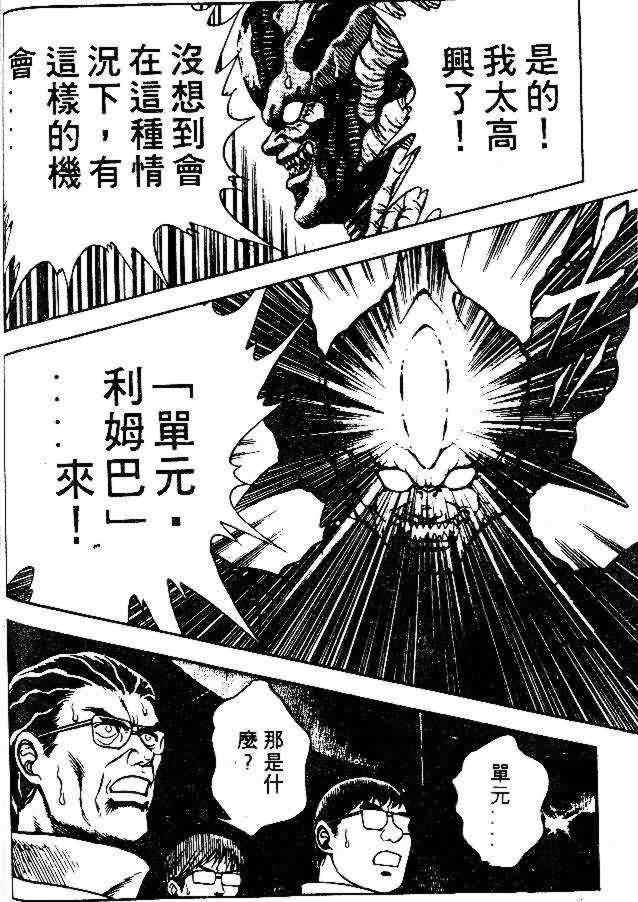 是的！
我太高
興了！
沒想到會
在這種情
況下，有
這樣的機
會‥‥
「單元·
利姆巴」
‥‥來！
單元‥‥
那是什
麼？